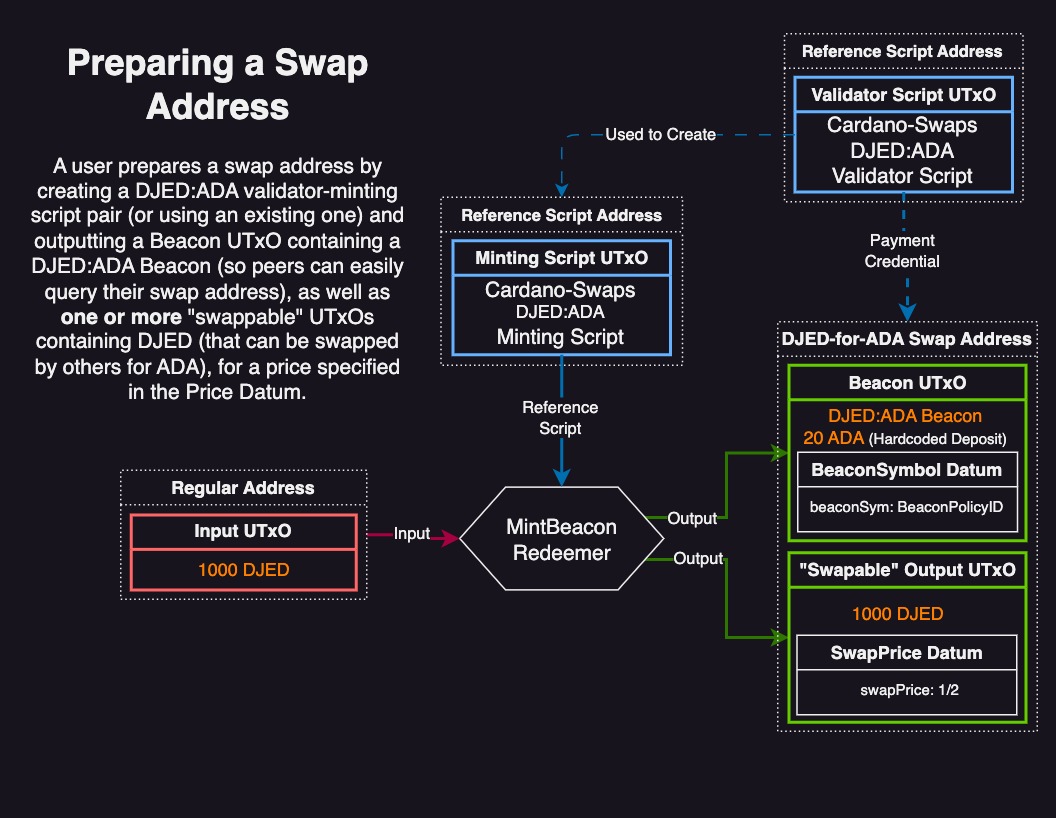 Preparing a Swap
Address
A user prepares a swap address by
creating a DJED:ADA validator-minting
script pair (or using an existing one) and
outputting a Beacon UTxO containing a
DJED:ADA Beacon (so peers can easily
query their swap address), as well as
one or more "swappable" UTxOs
containing DJED (that can be swapped
by others for ADA), for a price specified
in the Price Datum.
Reference Script Address
Validator Script UTxO
Cardano-Swaps
DJED:ADA
Validator Script
Used to Create
Reference Script Address
Minting Script UTxO
Cardano-Swaps
DJED:ADA
Minting Script
Payment
Credential
Reference
Script
Regular Address
Input UTxO
1000 DJED
Input
MintBeacon
Redeemer
Output
Output
DJED-for-ADA Swap Address
Beacon UTxO
DJED:ADA Beacon
20 ADA (Hardcoded Deposit)
BeaconSymbol Datum
beaconSym: BeaconPolicyID
"Swapable" Output UTxO
1000 DJED
SwapPrice Datum
swapPrice: 1/2